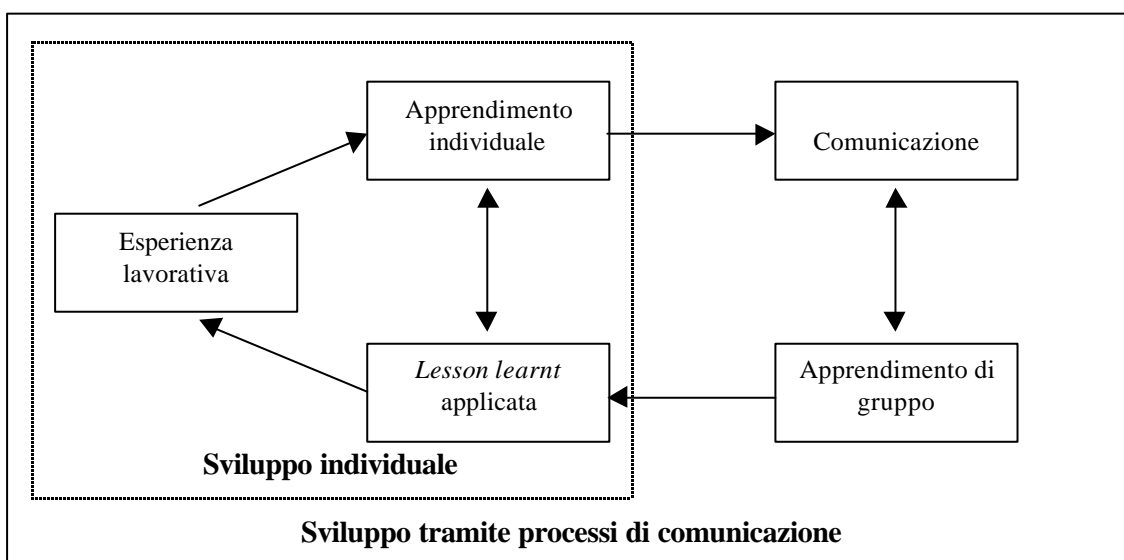 Apprendimento
individuale
Comunicazione
Esperienza
lavorativa
Lesson learnt
applicata
Apprendimento di
gruppo
Sviluppo individuale
Sviluppo tramite processi di comunicazione